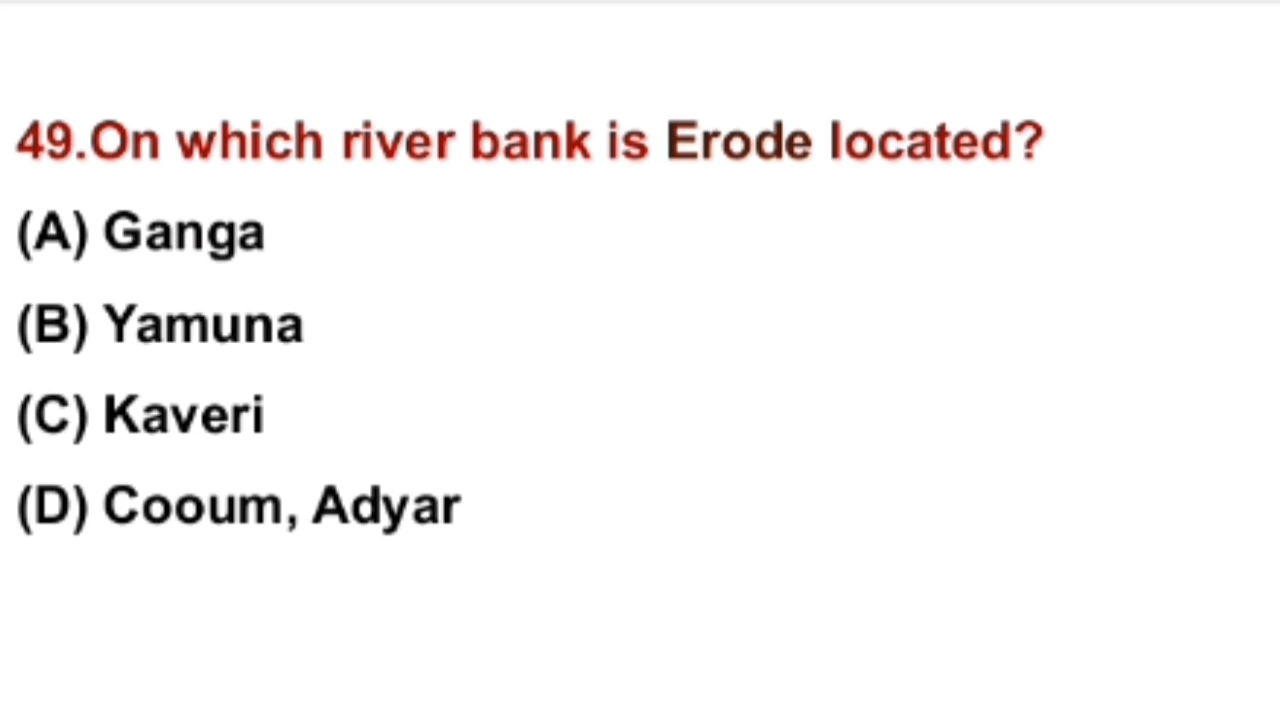 49.On which river bank is Erode located?
(A) Ganga
(B) Yamuna
(C) Kaveri
(D) Cooum, Adyar